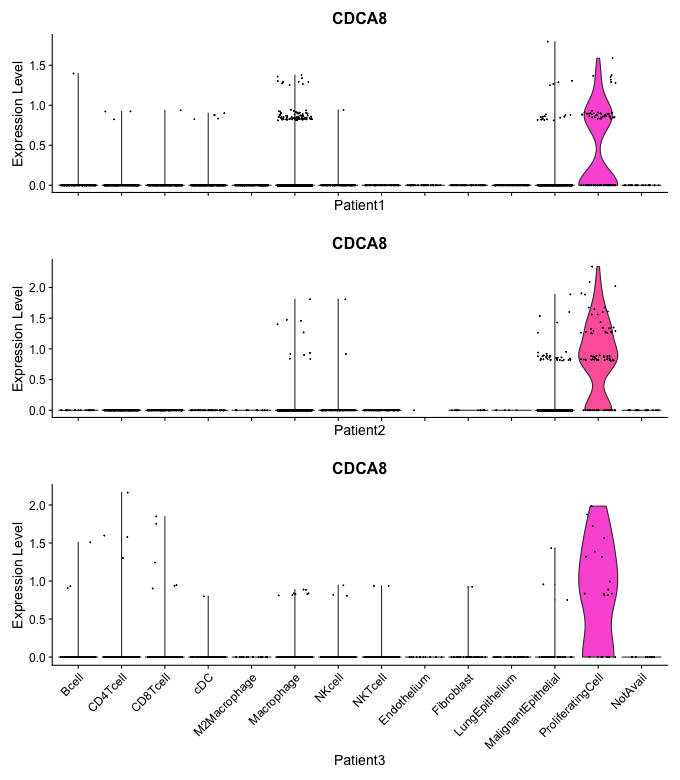 CDCA8
Expression Level
1.5
1.0
0.5
0.0
Patient1
CDCA8
Expression Level
2.0
1.5
1.0
0.5
0.0
Patient2
CDCA8
Expression Level
2.0
1.5
1.0
0.5
0.0
Bcell
CD4Tcell
CD8Tcell
cDC
M2Macrophage
Macrophage
NKcell
NKTcell
Endothelium
Fibroblast
LungEpithelium
MalignantEpithelial
ProliferatingCell
NotAvail
Patient3